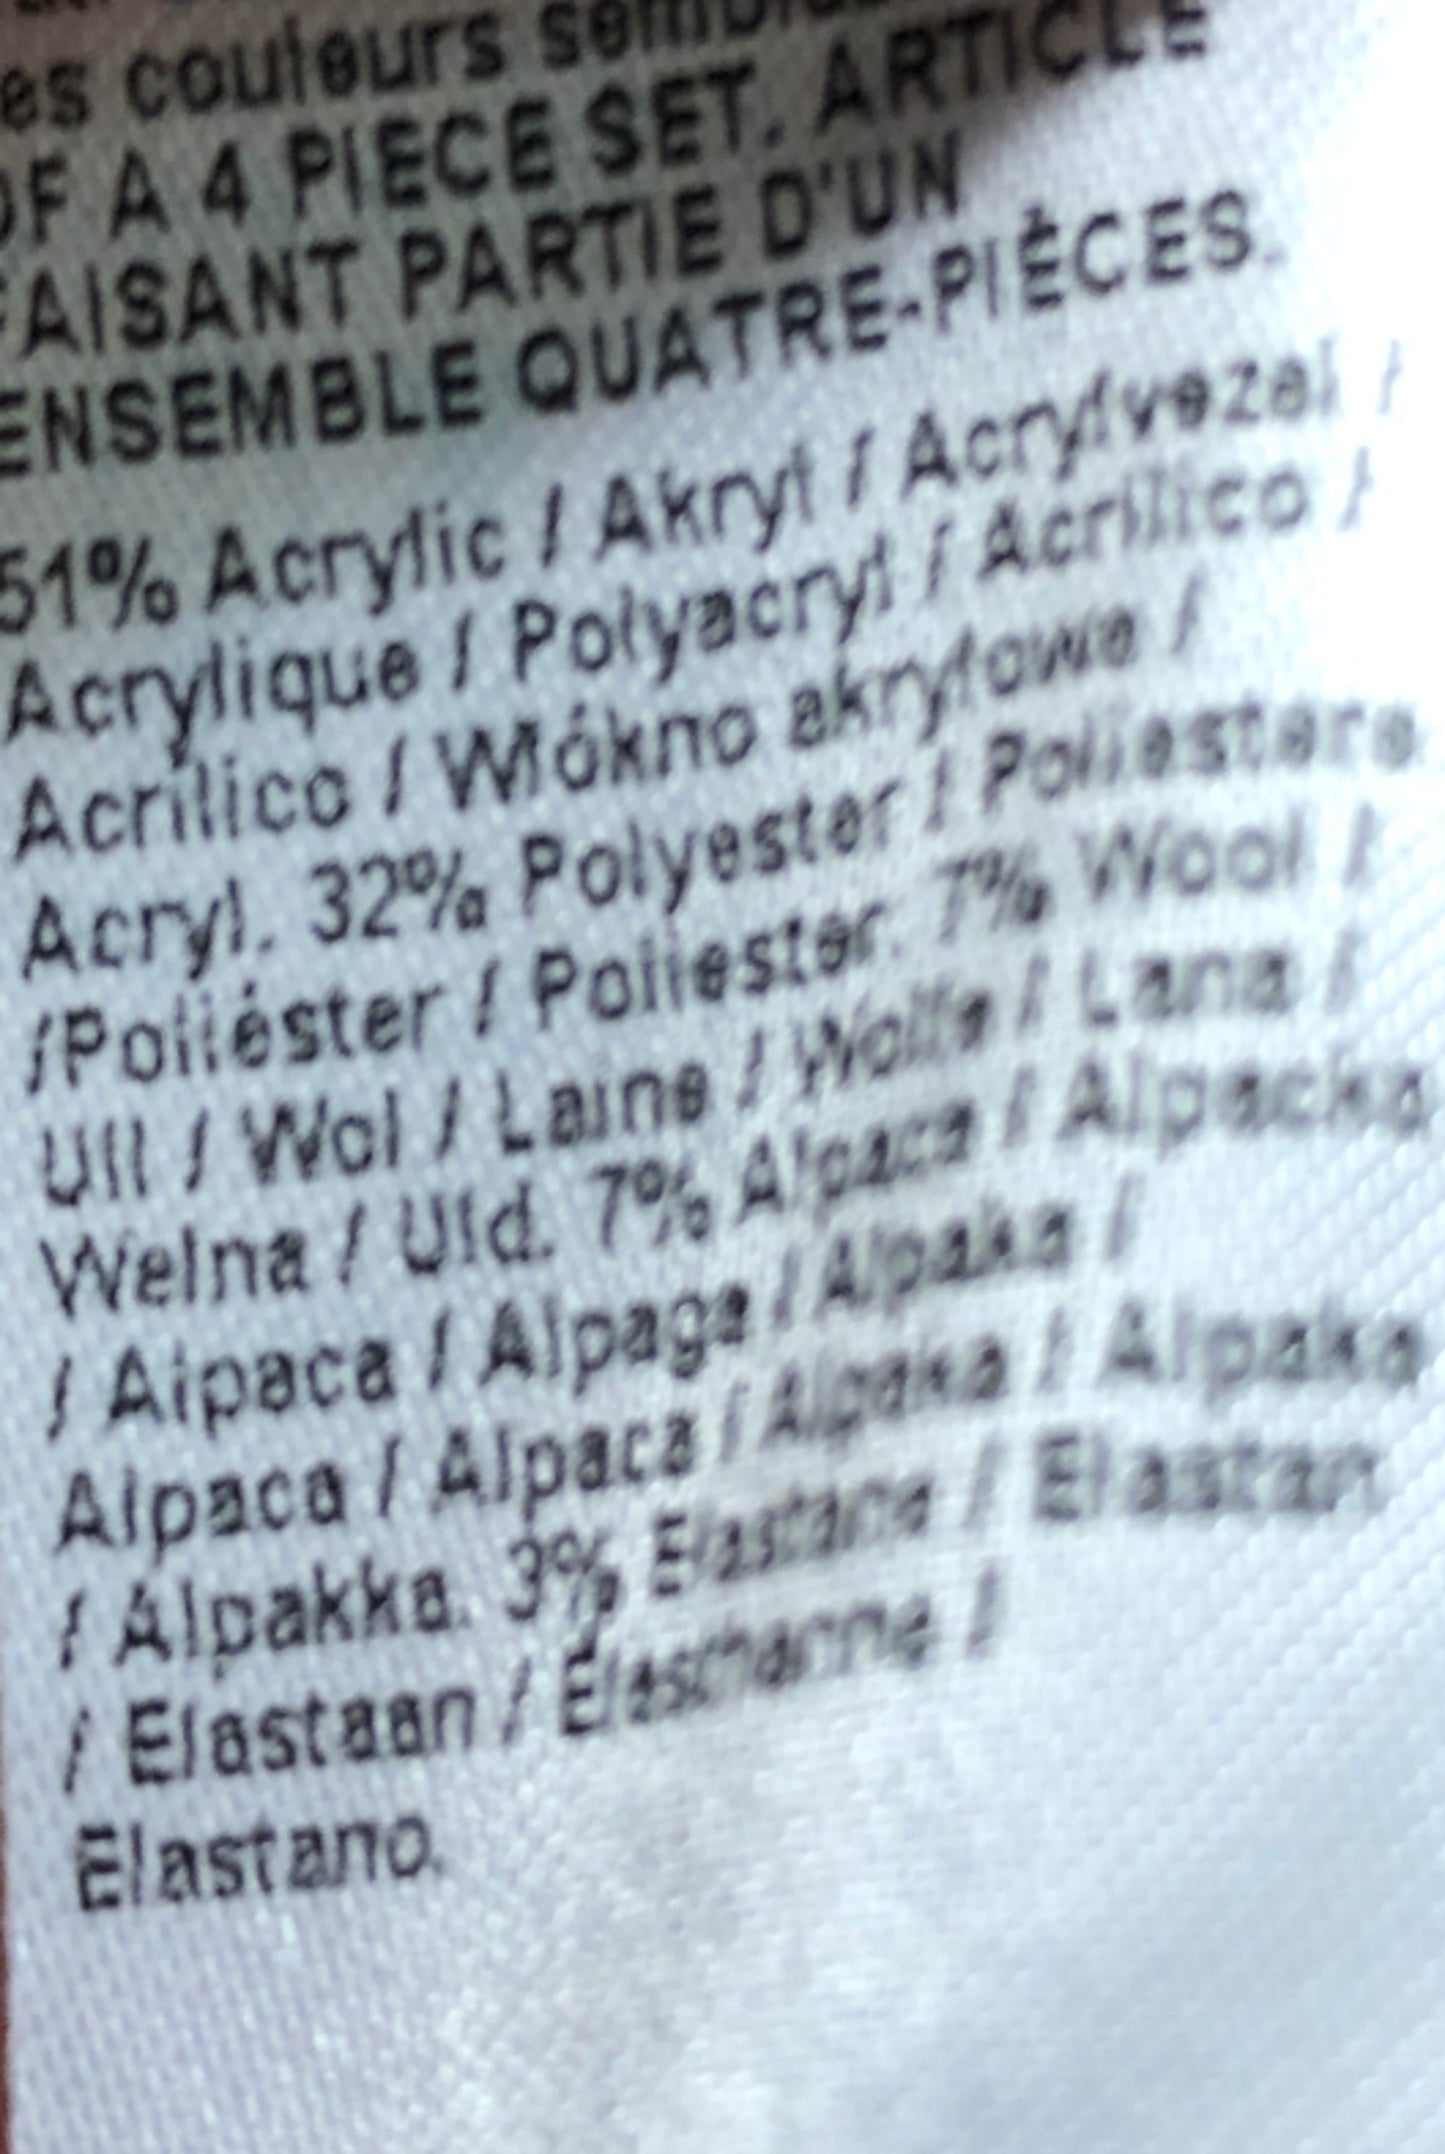 es couleurs
OF A 4 PIECE SET. ARTICLE
FAISANT PARTIE D'UN
ENSEMBLE QUATRE-PIÈCES.
51% Acrylic / Akryl / Acrylvezel /
Acrylique / Polyacryl / Acrilico /
Acrílico / Włókno akrylowe /
Acryl. 32% Polyester / Poliestere
/Poliéster / Poliester. 7% Wool /
Ull / Wol / Laine / Wolle / Lana /
Wełna / Uld. 7% Alpaca / Alpacka
/ Alpaca / Alpaga / Alpaka /
Alpaca / Alpaca / Alpaka / Alpaka
/ Alpakka. 3% Elastane / Elastan
/ Elastaan / Élasthanne /
Elastano.